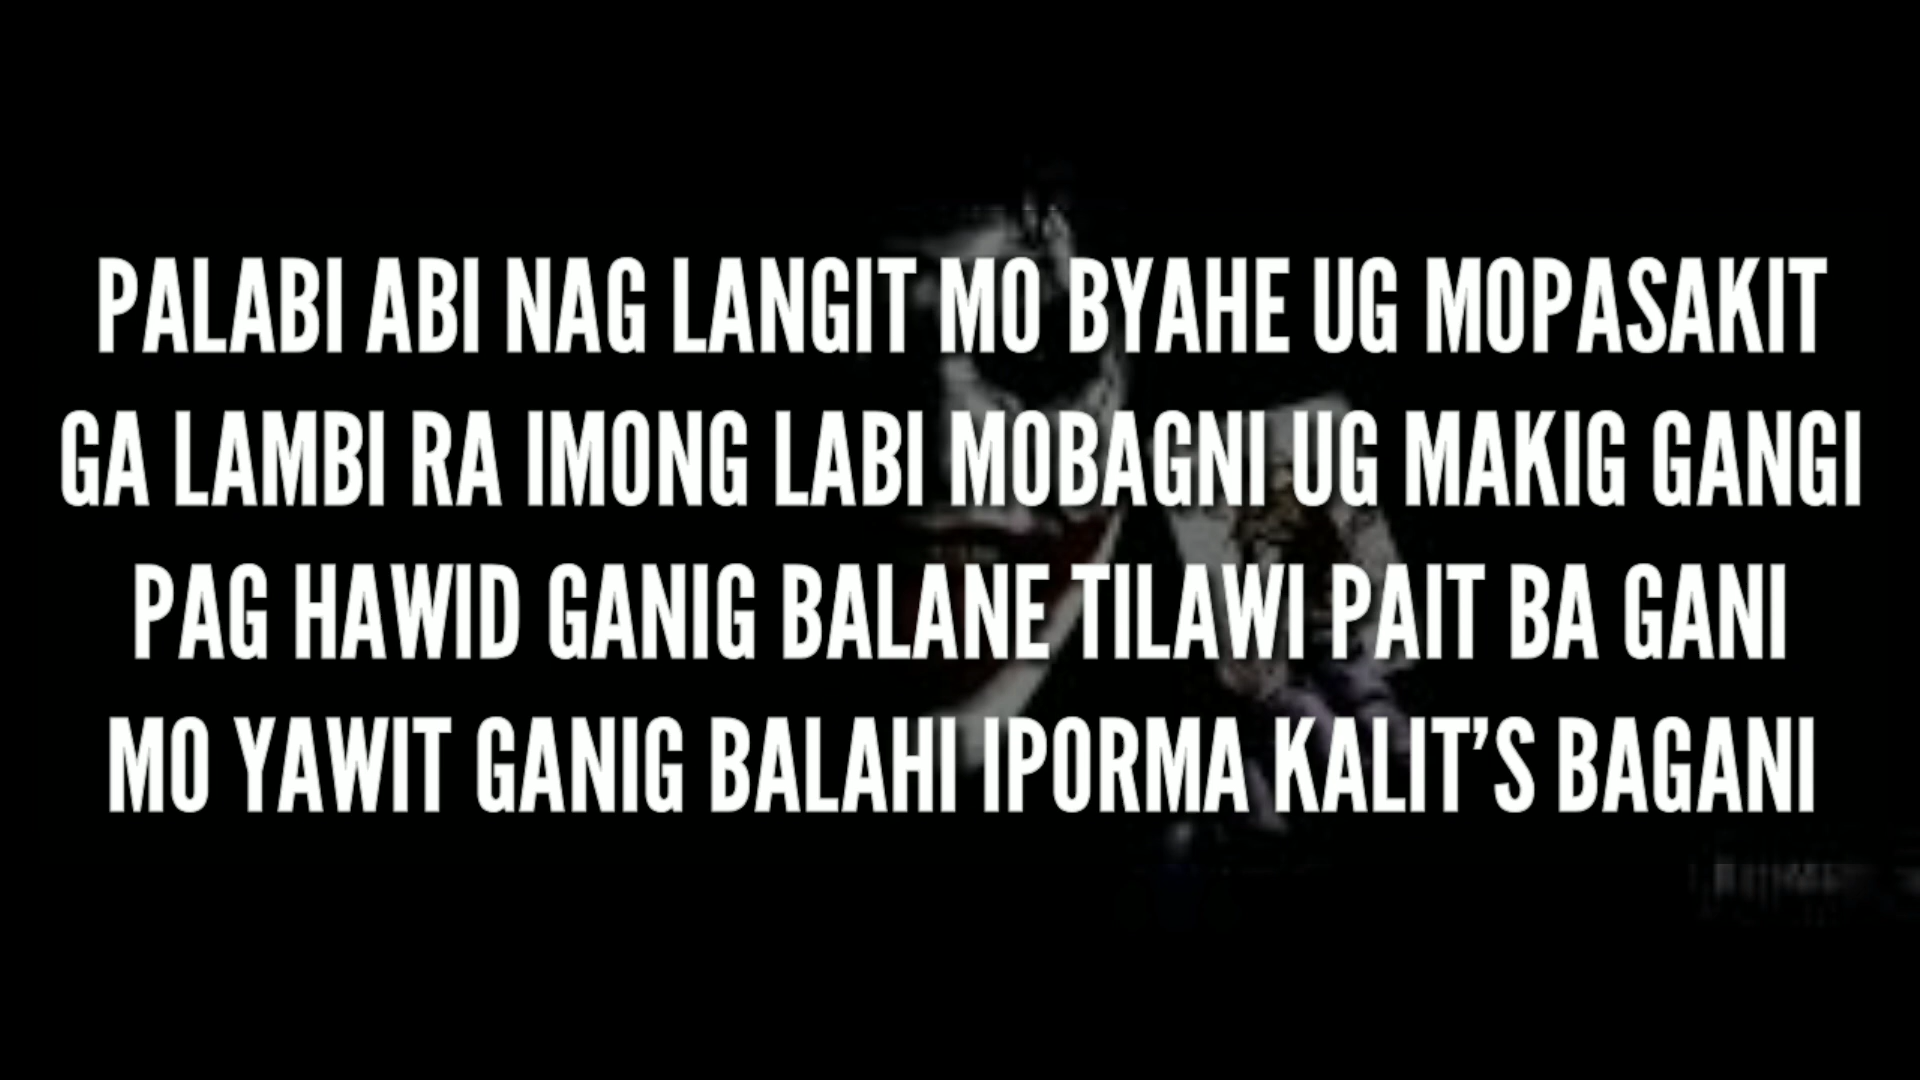 PALABI ABI NAG LANGIT MO BYAHE UG MOPASAKIT
GA LAMBI RA IMONG LABI MOBAGNI UG MAKIG GANGI
PAG HAWID GANIG BALANE TILAWI PAIT BA GANI
MO YAWIT GANIG BALAHI IPORMA KALIT'S BAGANI